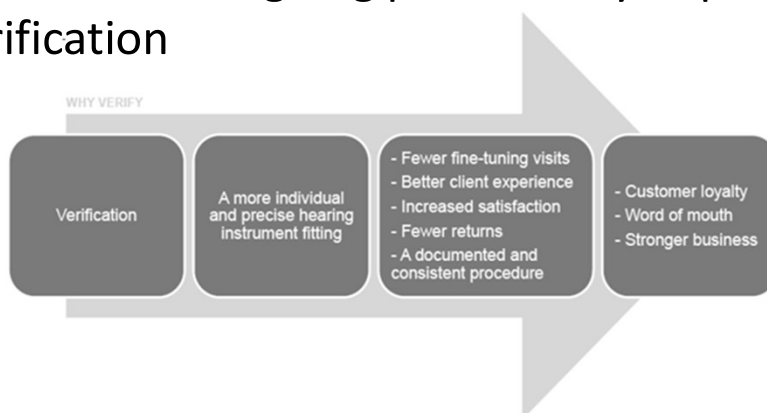 rification
WHY VERIFY
Verification
A more individual
and precise hearing
instrument fitting
- Fewer fine-tuning visits
- Better client experience
- Increased satisfaction
- Fewer returns
- A documented and
consistent procedure
- Customer loyalty
- Word of mouth
- Stronger business